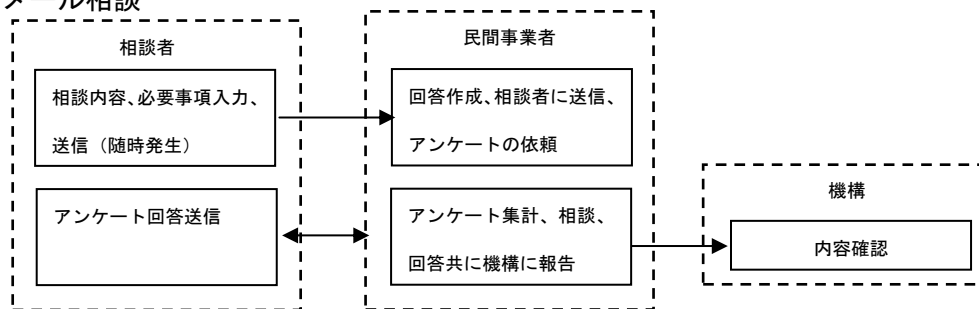 メール相談
相談者
相談内容、必要事項入力、
送信（随時発生）
アンケート回答送信
民間事業者
回答作成、相談者に送信、
アンケートの依頼
アンケート集計、相談、
回答共に機構に報告
機構
内容確認